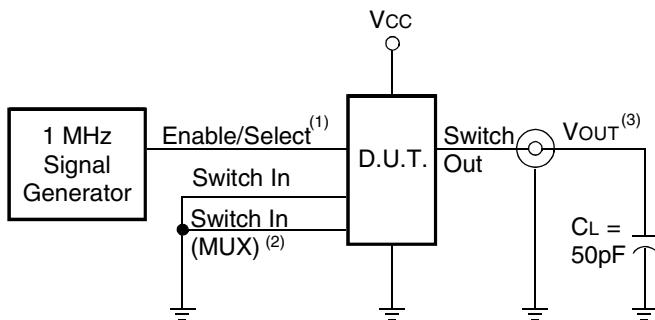 VCC
1 MHz
Signal
Generator
Enable/Select(1)
D.U.T.
Switch
Out
VOUT(3)
Switch In
Switch In
(MUX) (2)
CL =
50pF